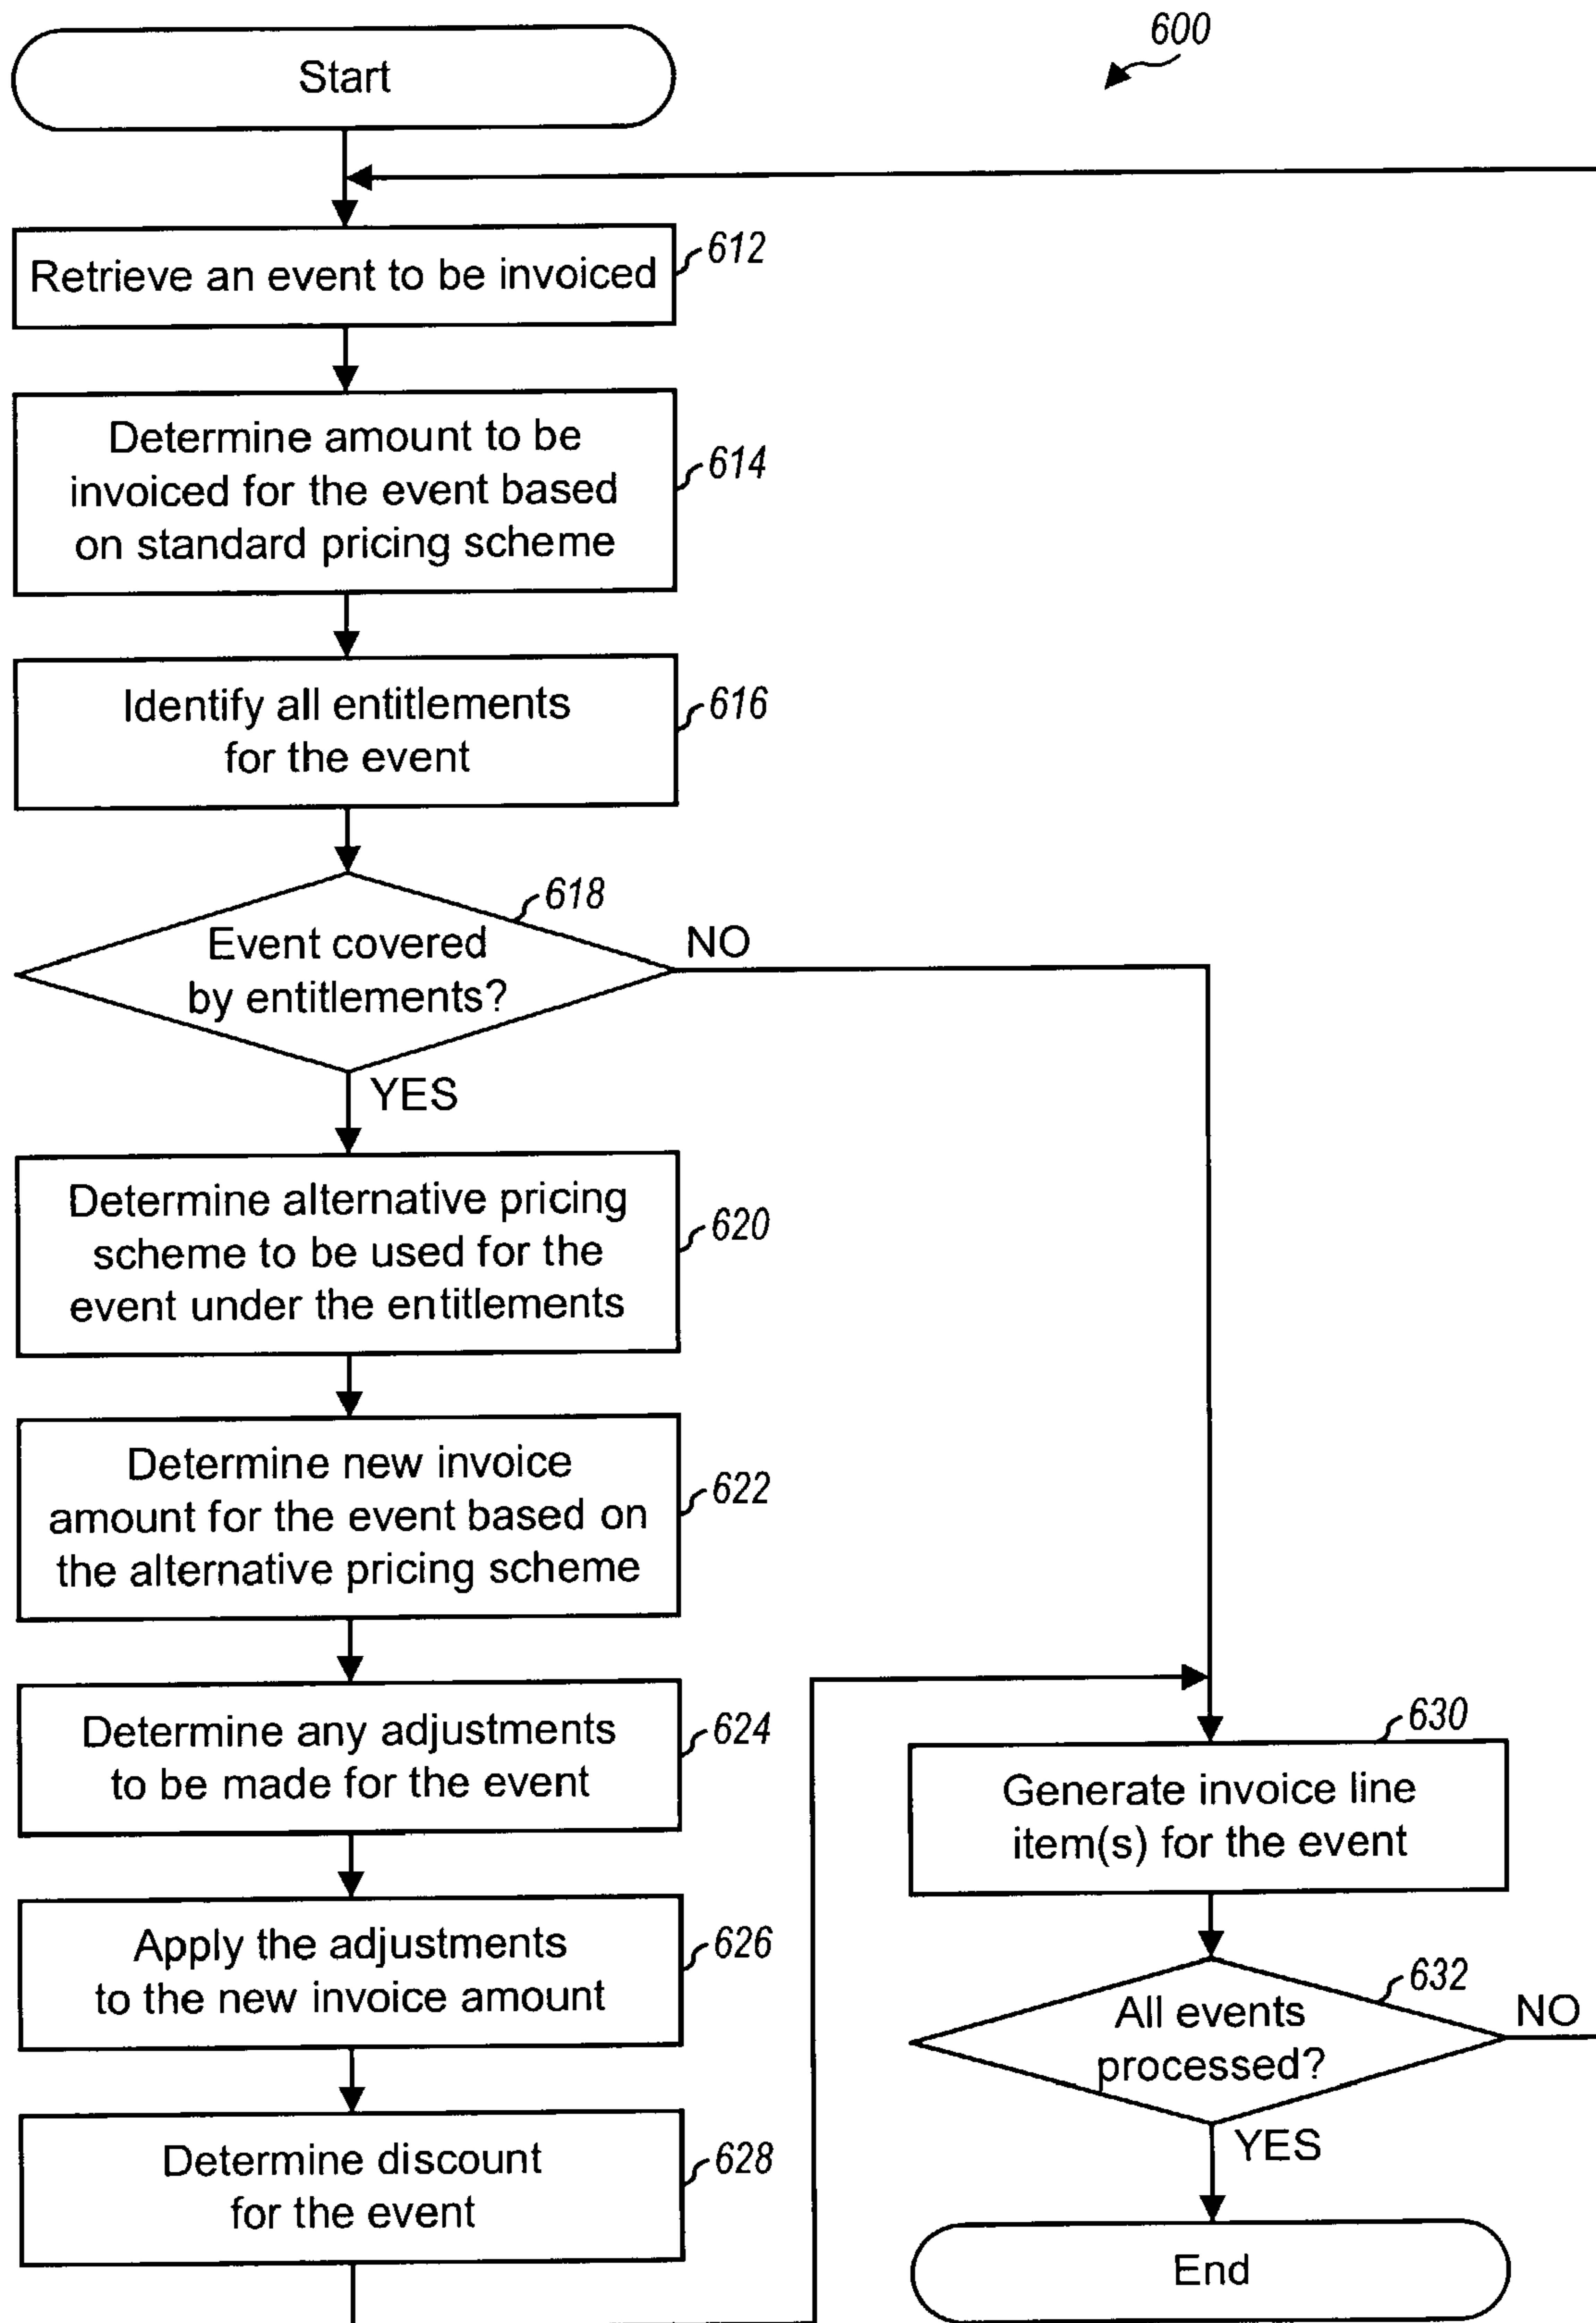 600
Start
Retrieve an event to be invoiced
612
Determine amount to be
invoiced for the event based
on standard pricing scheme
614
Identify all entitlements
for the event
616
618
Event covered
by entitlements?
NO
YES
Determine alternative pricing
scheme to be used for the
event under the entitlements
620
Determine new invoice
amount for the event based on
the alternative pricing scheme
622
Determine any adjustments
to be made for the event
624
Apply the adjustments
to the new invoice amount
626
Determine discount
for the event
628
630
Generate invoice line
item(s) for the event
632
All events
processed?
NO
YES
End